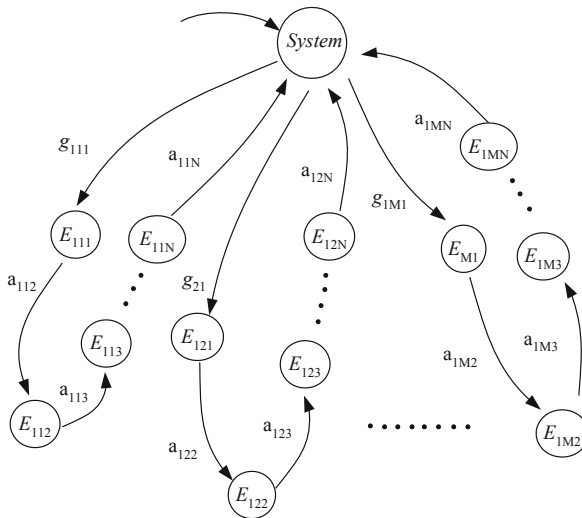 System
g111
a11N
a12N
a1MN
E1MN
g1M1
E111
E11N
E12N
EM1
E1M3
a112
g21
E113
E121
E123
a1M2
a1M3
a113
E112
a122
a123
E1M2
E122